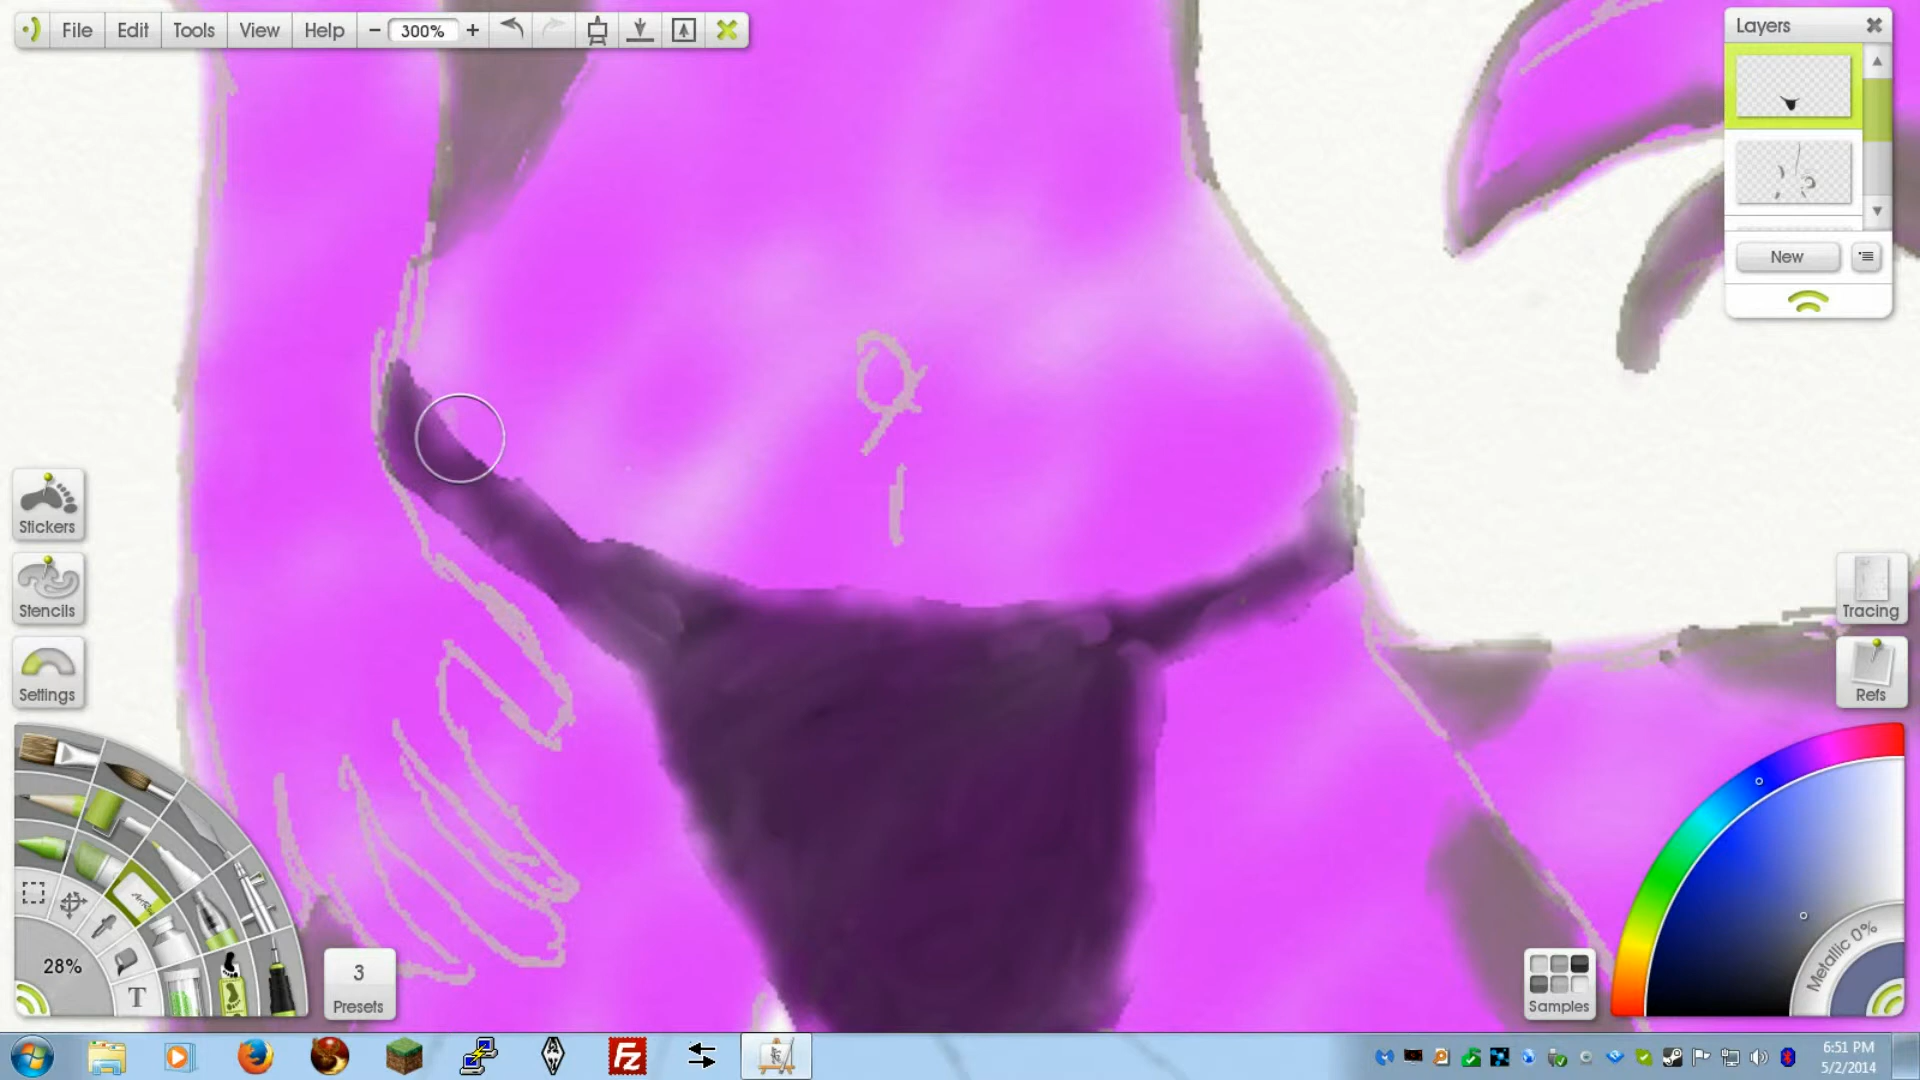 File Edit Tools View Help − 300% +
Layers
New
Stickers
Stencils
Settings
Tracing
Refs
28%
T
3
Presets
Samples
Metallic 0%
FZ
6:51 PM
5/2/2014